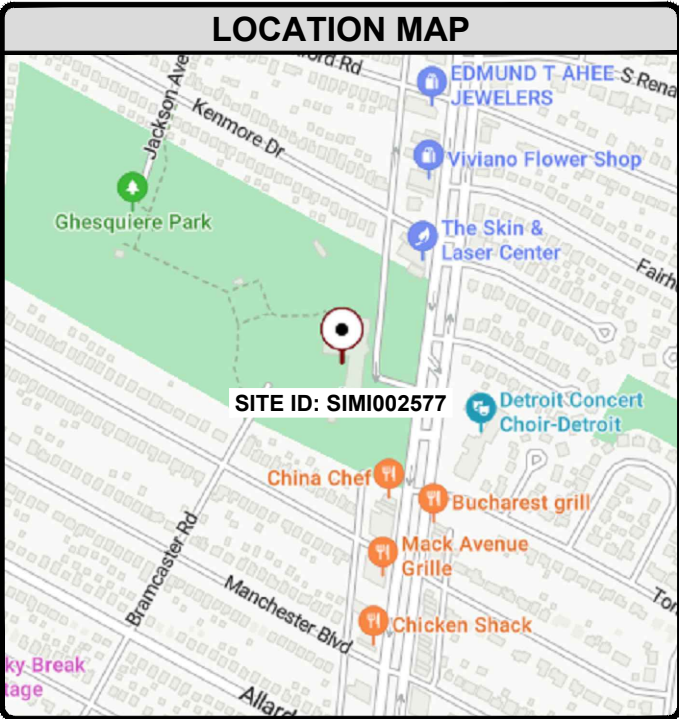 LOCATION MAP
Jackson Ave
EDMUND T AHEE
JEWELERS
Kenmore Dr
Viviano Flower Shop
Ghesquiere Park
The Skin &
Laser Center
SITE ID: SIMI002577
Detroit Concert
Choir-Detroit
China Chef
Bucharest grill
Mack Avenue
Grille
Bramcaster Rd
Manchester Blvd
Chicken Shack
Allard